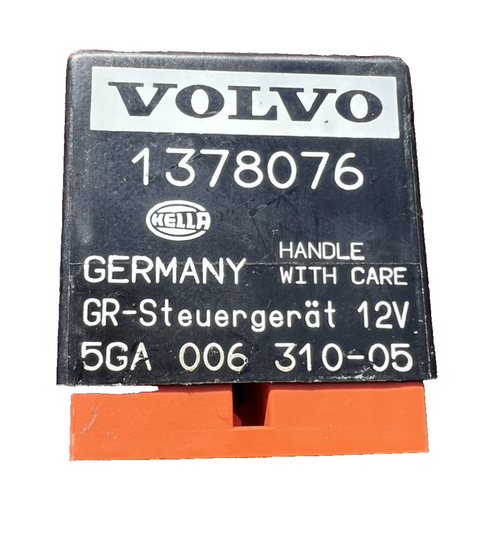 VOLVO
1378076
HELLA
HANDLE
GERMANY WITH CARE
GR-Steuergerät 12V
5GA 006 310-05